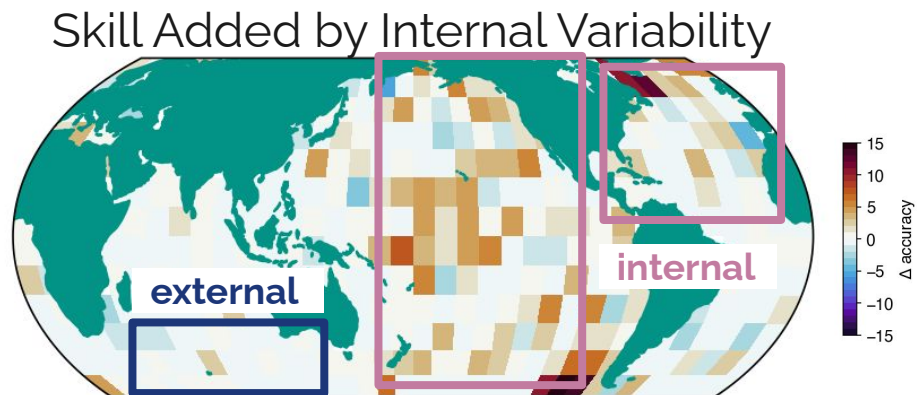 Skill Added by Internal Variability
external
internal
15
10
5
0
−5
−10
−15
Δ accuracy